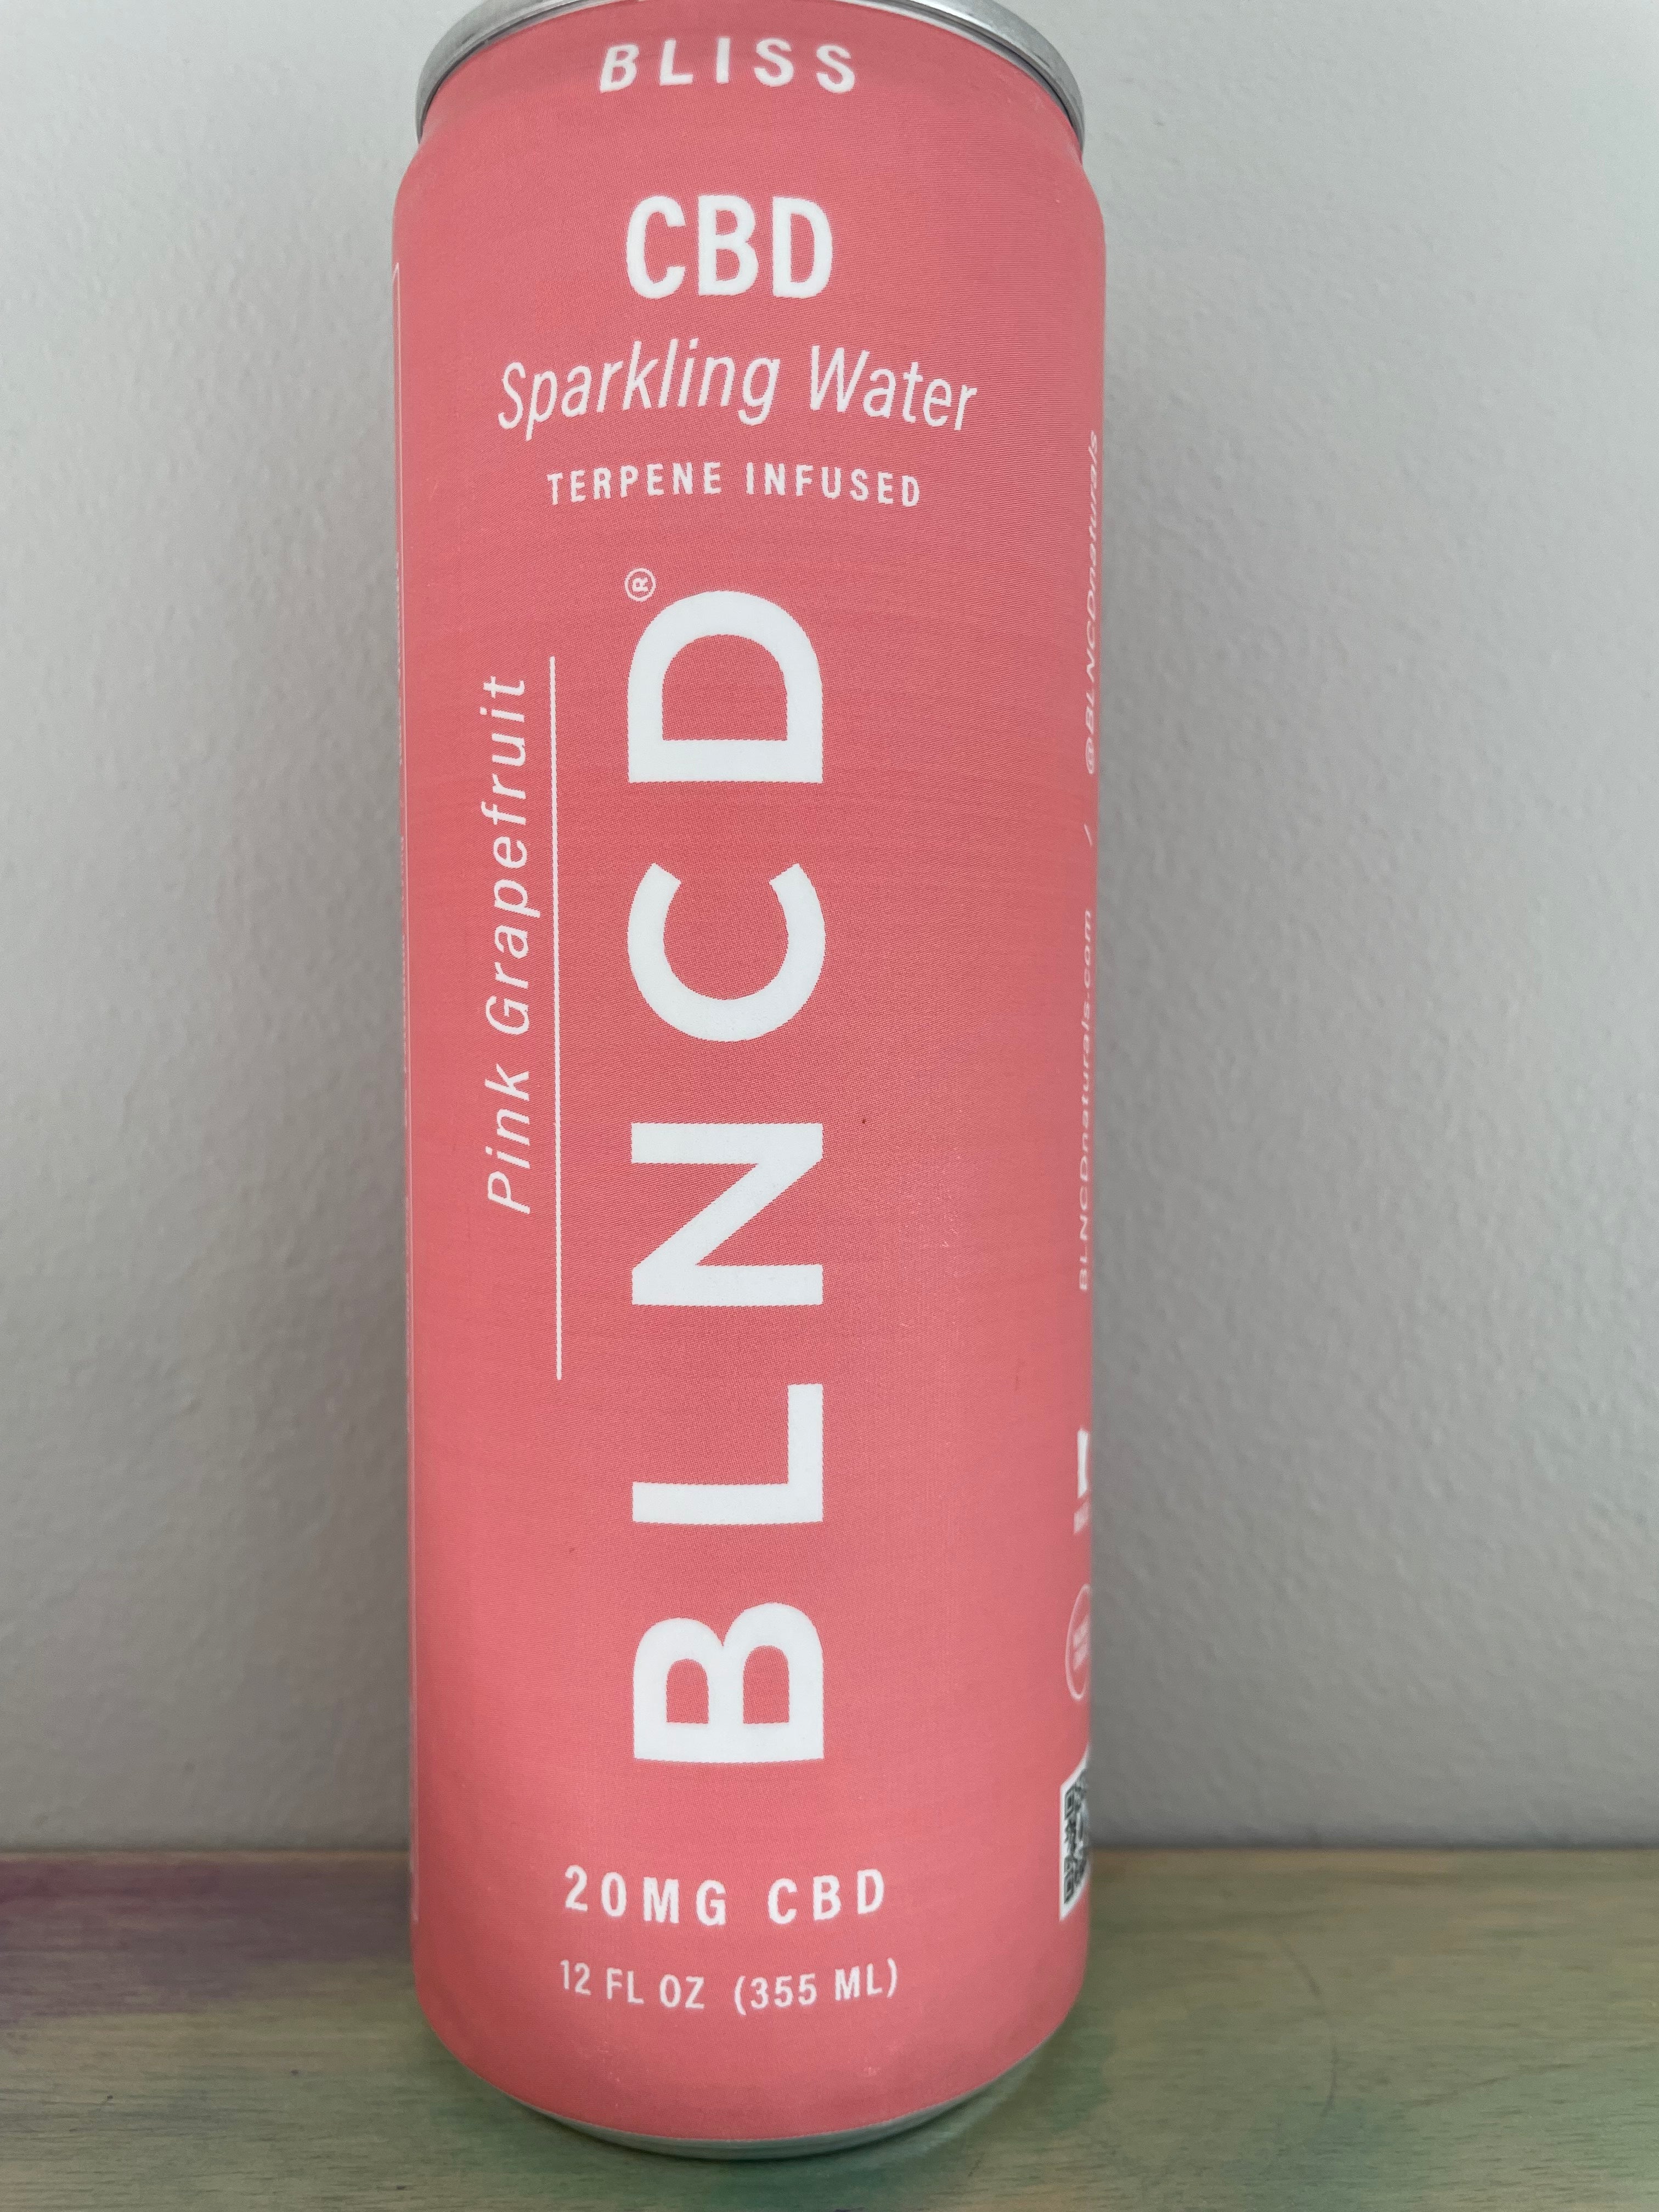 BLISS
CBD
Sparkling Water
TERPENE INFUSED
Pink Grapefruit
BLNCD®
20MG CBD
12 FL OZ (355 ML)
BLNCDnaturals.com / @BLNCDnaturals